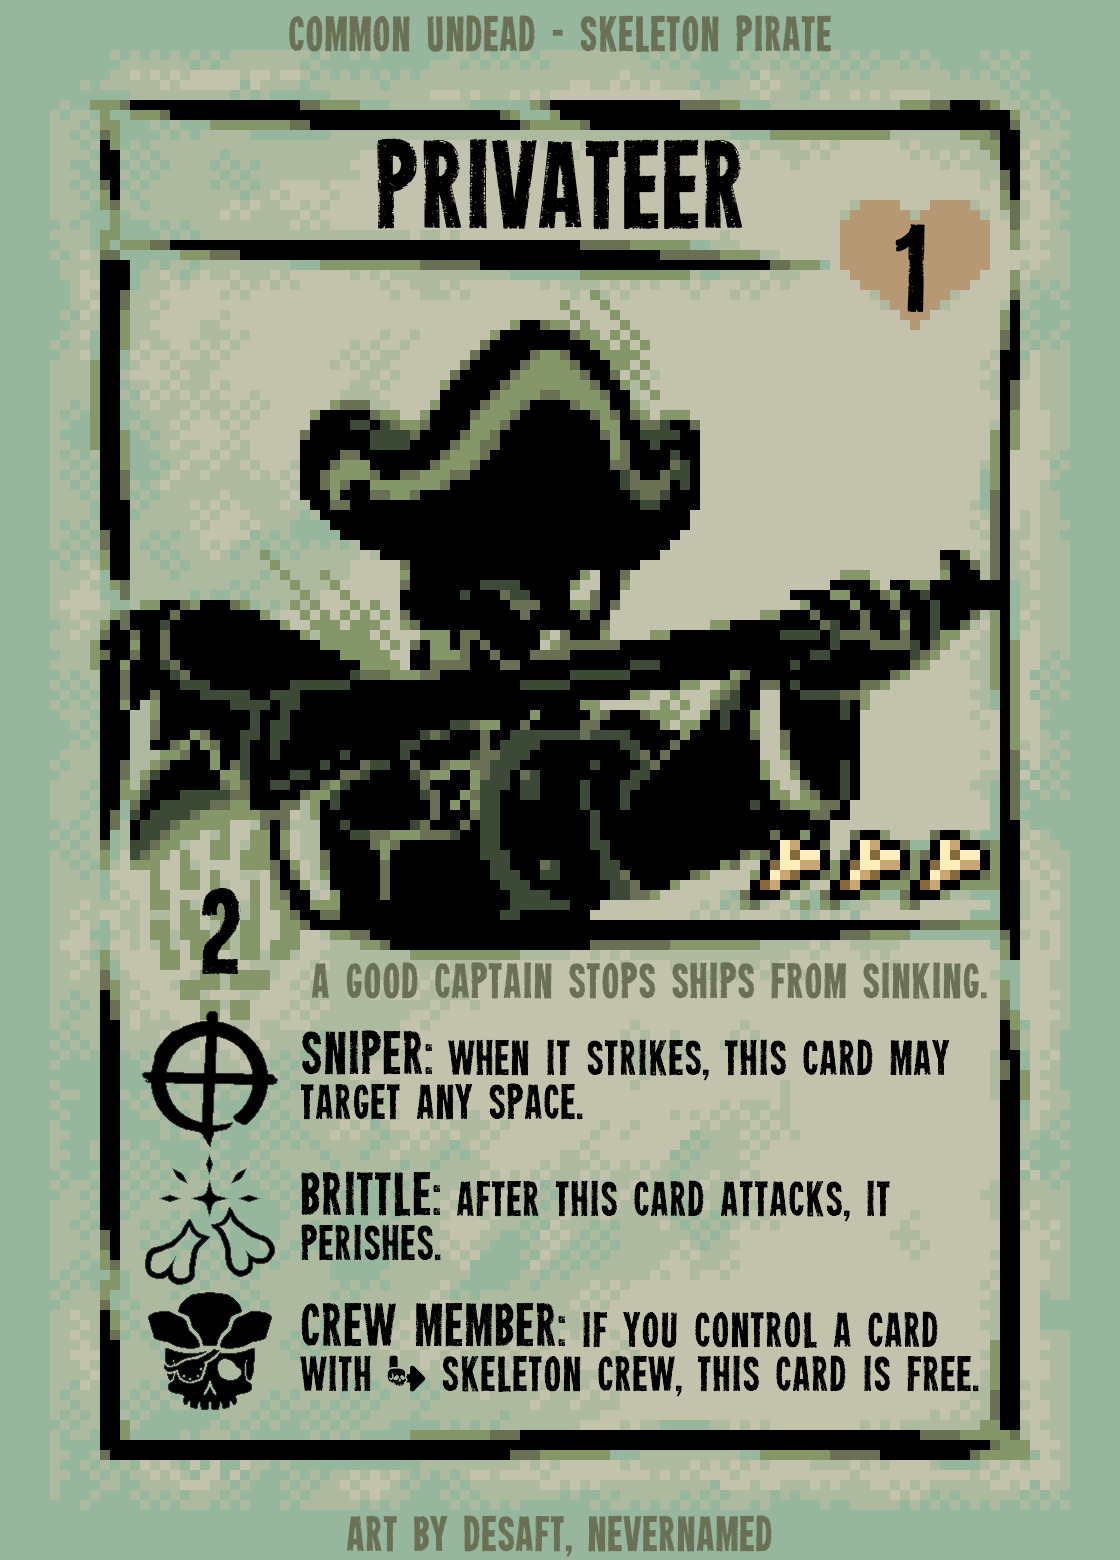 COMMON UNDEAD - SKELETON PIRATE
PRIVATEER
1
2
A GOOD CAPTAIN STOPS SHIPS FROM SINKING.
SNIPER: WHEN IT STRIKES, THIS CARD MAY
TARGET ANY SPACE.
BRITTLE: AFTER THIS CARD ATTACKS, IT
PERISHES.
CREW MEMBER: IF YOU CONTROL A CARD
WITH SKELETON CREW, THIS CARD IS FREE.
ART BY DESAFT, NEVERNAMED